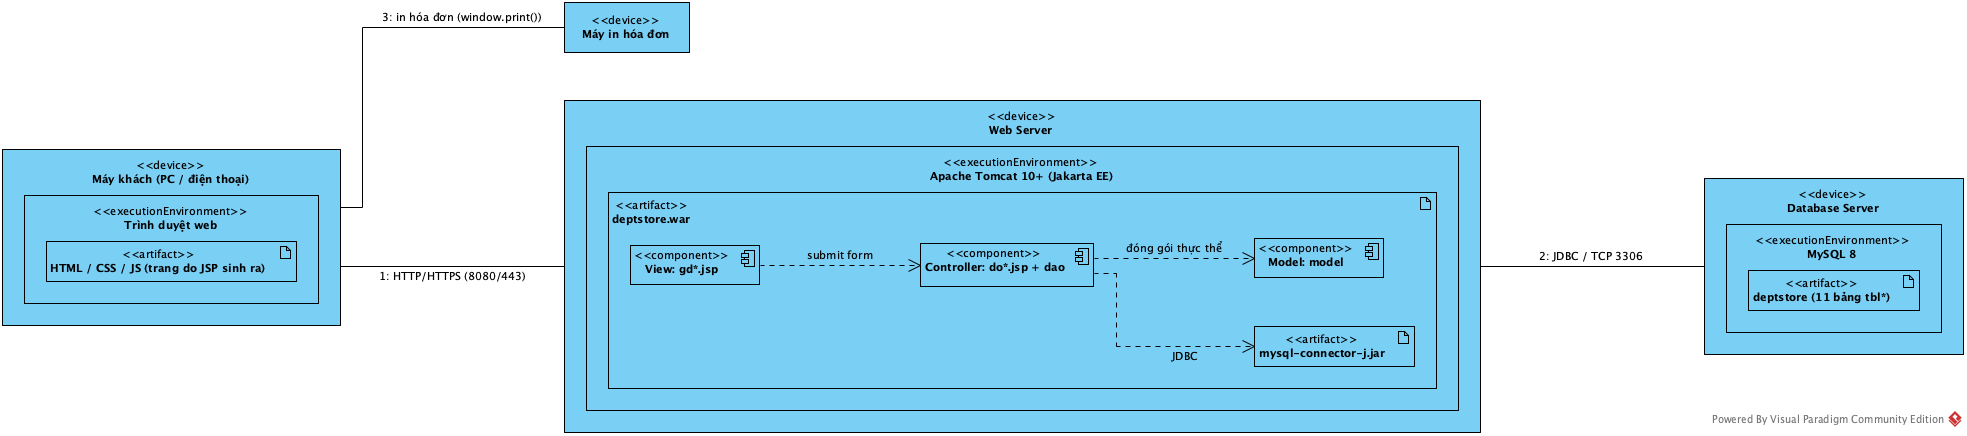 3: in hóa đơn (window.print())
<<device>>
Máy in hóa đơn
<<device>>
Máy khách (PC / điện thoại)
<<executionEnvironment>>
Trình duyệt web
<<artifact>>
HTML / CSS / JS (trang do JSP sinh ra)
1: HTTP/HTTPS (8080/443)
<<device>>
Web Server
<<executionEnvironment>>
Apache Tomcat 10+ (Jakarta EE)
<<artifact>>
deptstore.war
<<component>>
View: gd*.jsp
submit form
<<component>>
Controller: do*.jsp + dao
đóng gói thực thể
<<component>>
Model: model
JDBC
<<artifact>>
mysql-connector-j.jar
2: JDBC / TCP 3306
<<device>>
Database Server
<<executionEnvironment>>
MySQL 8
<<artifact>>
deptstore (11 bảng tbl*)
Powered By Visual Paradigm Community Edition